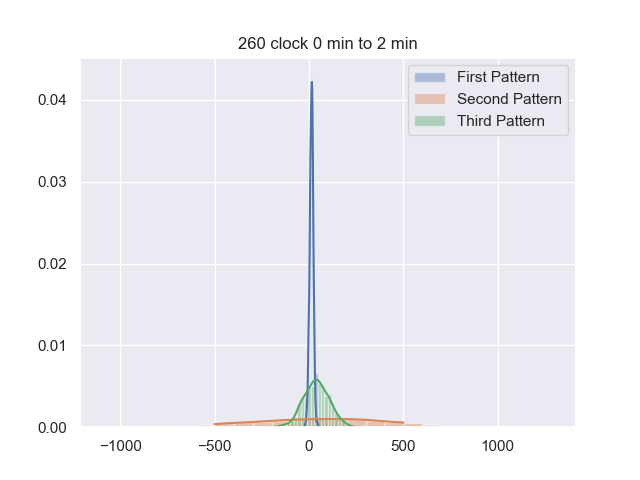 260 clock 0 min to 2 min
First Pattern
Second Pattern
Third Pattern
0.04
0.03
0.02
0.01
0.00
−1000 −500 0 500 1000